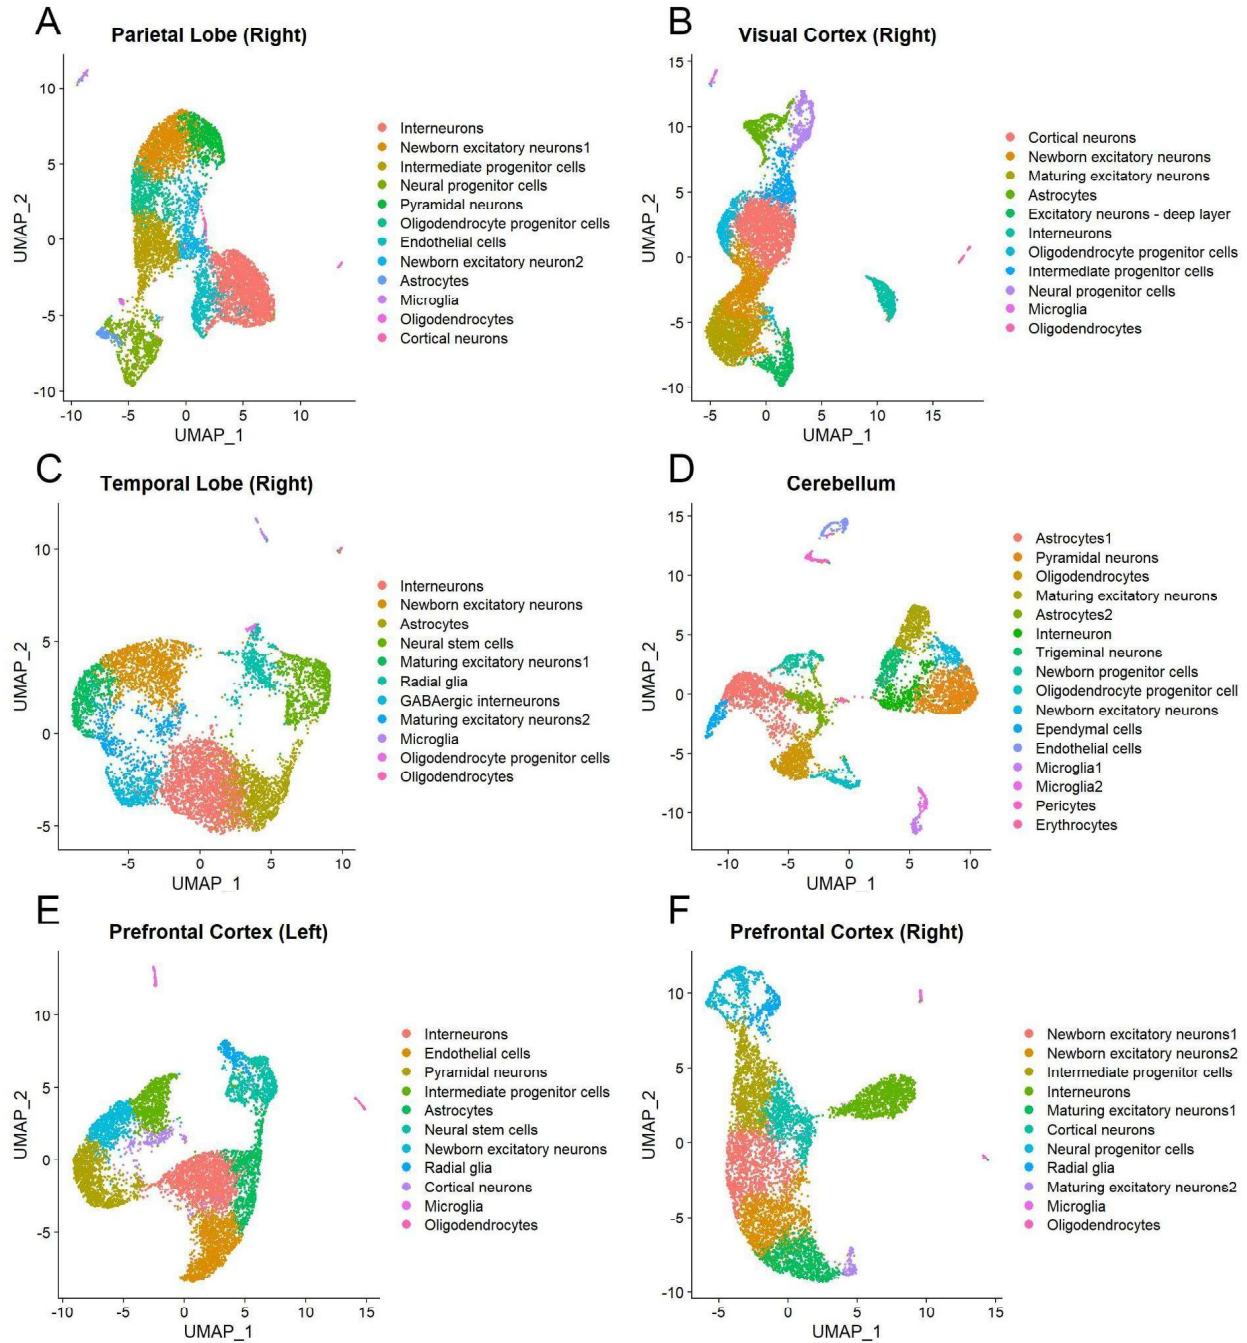 A
Parietal Lobe (Right)
UMAP_2
10
5
0
-5
-10
-10
-5
0
5
10
UMAP_1
Interneurons
Newborn excitatory neurons1
Intermediate progenitor cells
Neural progenitor cells
Pyramidal neurons
Oligodendrocyte progenitor cells
Endothelial cells
Newborn excitatory neuron2
Astrocytes
Microglia
Oligodendrocytes
Cortical neurons
B
Visual Cortex (Right)
UMAP_2
15
10
5
0
-5
-10
-5
0
5
10
15
UMAP_1
Cortical neurons
Newborn excitatory neurons
Maturing excitatory neurons
Astrocytes
Excitatory neurons - deep layer
Interneurons
Oligodendrocyte progenitor cells
Intermediate progenitor cells
Neural progenitor cells
Microglia
Oligodendrocytes
C
Temporal Lobe (Right)
UMAP_2
10
5
0
-5
-5
0
5
10
UMAP_1
Interneurons
Newborn excitatory neurons
Astrocytes
Neural stem cells
Maturing excitatory neurons1
Radial glia
GABAergic interneurons
Maturing excitatory neurons2
Microglia
Oligodendrocyte progenitor cells
Oligodendrocytes
D
Cerebellum
UMAP_2
15
10
5
0
-5
-10
-10
-5
0
5
10
UMAP_1
Astrocytes1
Pyramidal neurons
Oligodendrocytes
Maturing excitatory neurons
Astrocytes2
Interneuron
Trigeminal neurons
Newborn progenitor cells
Oligodendrocyte progenitor cell
Newborn excitatory neurons
Ependymal cells
Endothelial cells
Microglia1
Microglia2
Pericytes
Erythrocytes
E
Prefrontal Cortex (Left)
UMAP_2
10
5
0
-5
-10
-5
0
5
10
15
UMAP_1
Interneurons
Endothelial cells
Pyramidal neurons
Intermediate progenitor cells
Astrocytes
Neural stem cells
Newborn excitatory neurons
Radial glia
Cortical neurons
Microglia
Oligodendrocytes
F
Prefrontal Cortex (Right)
UMAP_2
10
5
0
-5
-10
-5
0
5
10
15
UMAP_1
Newborn excitatory neurons1
Newborn excitatory neurons2
Intermediate progenitor cells
Interneurons
Maturing excitatory neurons1
Cortical neurons
Neural progenitor cells
Radial glia
Maturing excitatory neurons2
Microglia
Oligodendrocytes